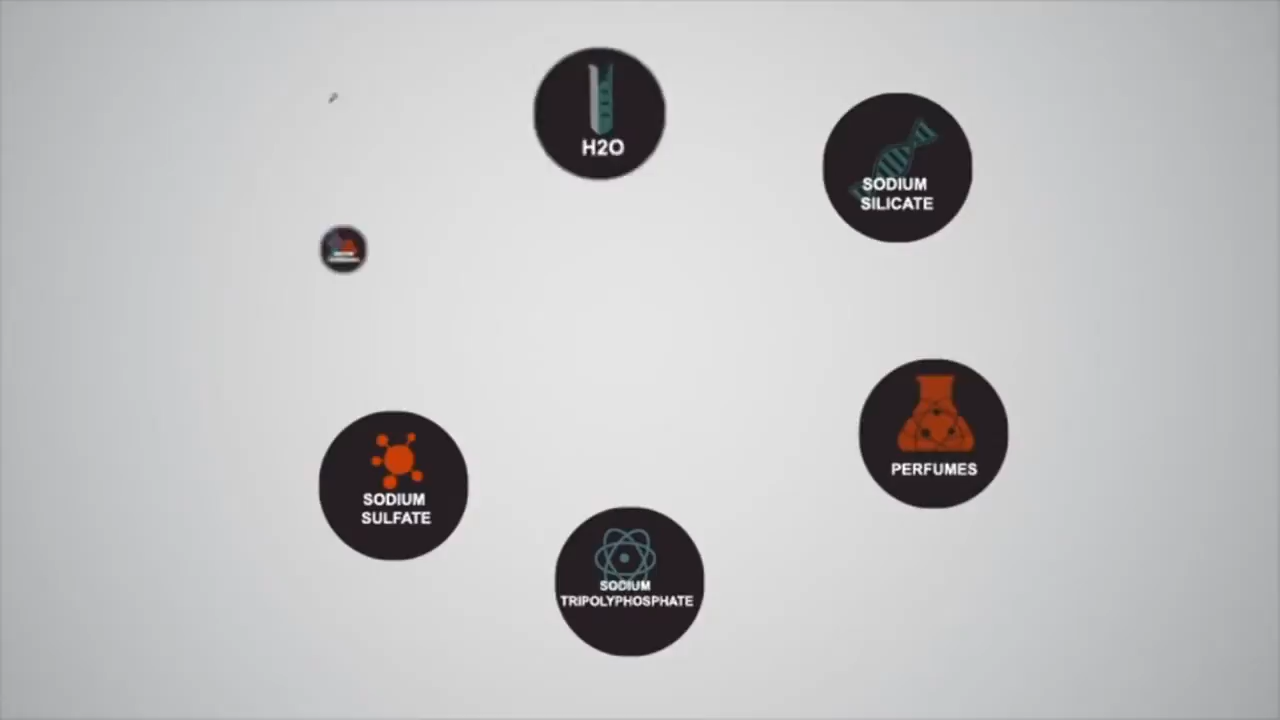 H2O
SODIUM
SILICATE
PERFUMES
SODIUM
SULFATE
SODIUM
TRIPOLYPHOSPHATE